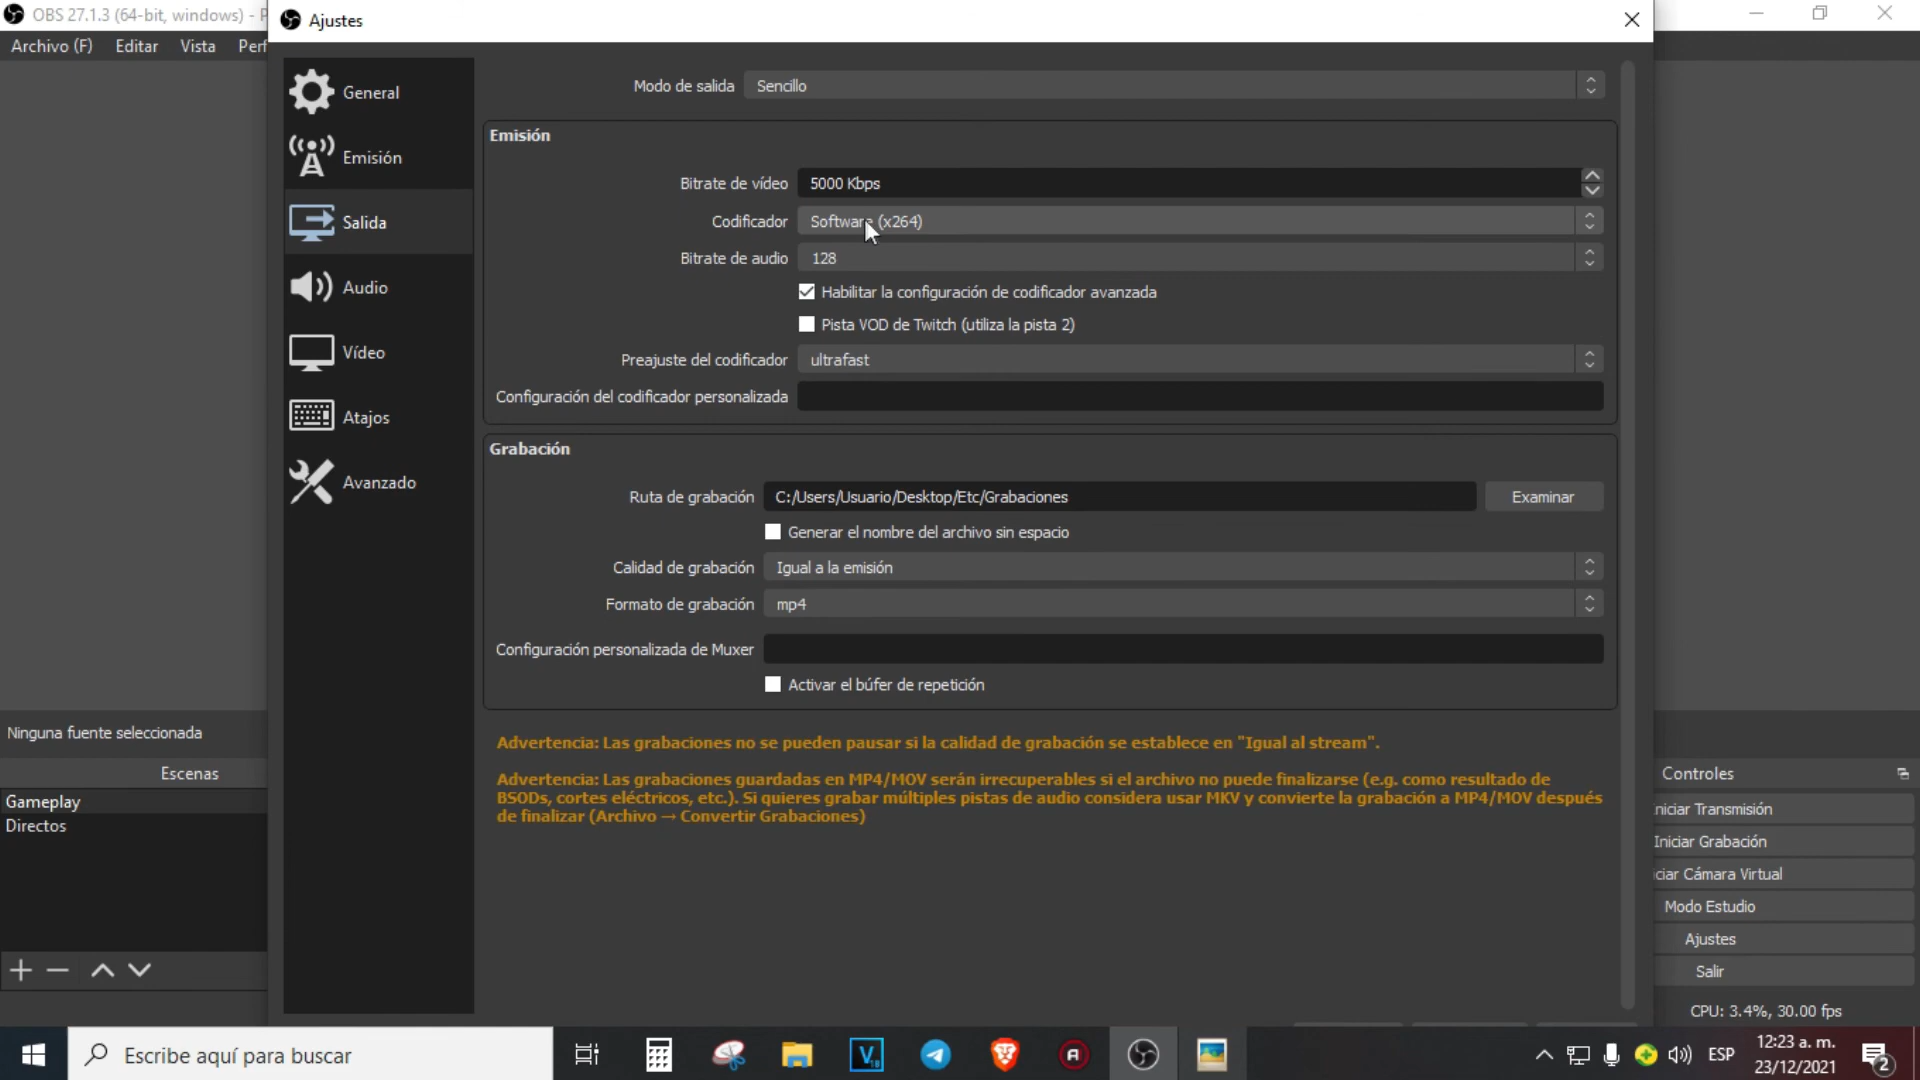 OBS 27.1.3 (64-bit, windows) - P
Ajustes
Archivo (F) Editar Vista Perf
General
Emisión
Salida
Audio
Vídeo
Atajos
Avanzado
Modo de salida Sencillo
Emisión
Bitrate de vídeo 5000 Kbps
Codificador Software (x264)
Bitrate de audio 128
Habilitar la configuración de codificador avanzada
Pista VOD de Twitch (utiliza la pista 2)
Preajuste del codificador ultrafast
Configuración del codificador personalizada
Grabación
Ruta de grabación C:/Users/Usuario/Desktop/Etc/Grabaciones Examinar
Generar el nombre del archivo sin espacio
Calidad de grabación Igual a la emisión
Formato de grabación mp4
Configuración personalizada de Muxer
Activar el búfer de repetición
Advertencia: Las grabaciones no se pueden pausar si la calidad de grabación se establece en "Igual al stream".
Advertencia: Las grabaciones guardadas en MP4/MOV serán irrecuperables si el archivo no puede finalizarse (e.g. como resultado de
BSODs, cortes eléctricos, etc.). Si quieres grabar múltiples pistas de audio considera usar MKV y convierte la grabación a MP4/MOV después
de finalizar (Archivo → Convertir Grabaciones)
Ninguna fuente seleccionada
Escenas
Gameplay
Directos
Controles
niciar Transmisión
Iniciar Grabación
ciar Cámara Virtual
Modo Estudio
Ajustes
Salir
CPU: 3.4%, 30.00 fps
Escribe aquí para buscar
V
18
A
ESP
12:23 a. m.
23/12/2021
2